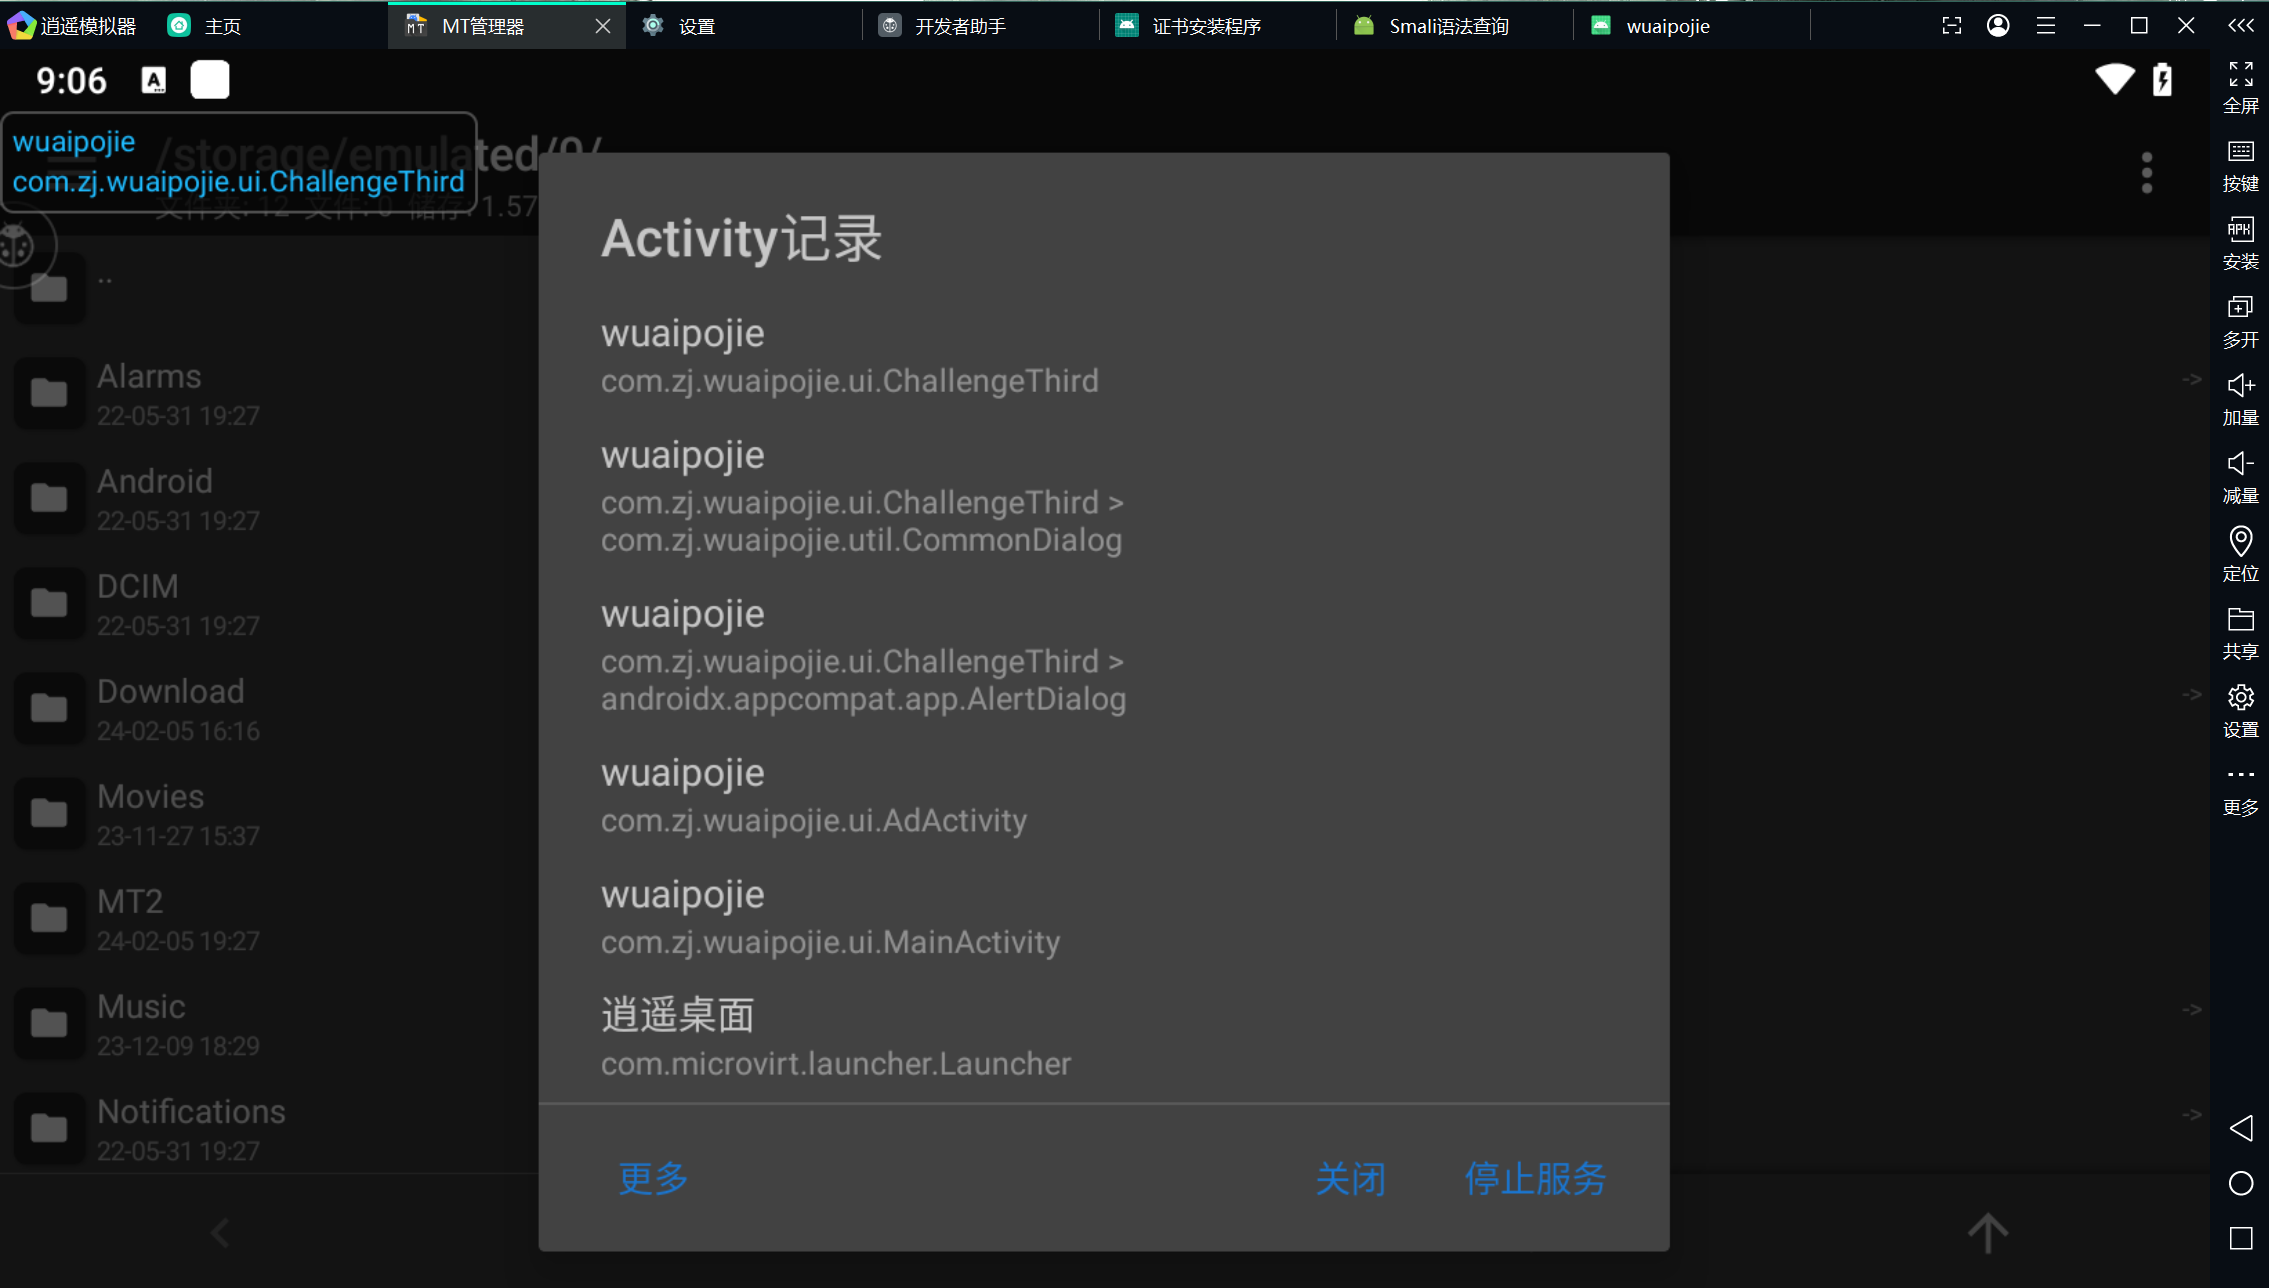 逍遥模拟器 主页 MT管理器 设置 开发者助手 证书安装程序 Smali语法查询 wuaipojie
9:06
wuaipojie
com.zj.wuaipojie.ui.ChallengeThird
/storage/emulated/0/
文件夹: 12 文件: 0 储存: 1.57
..
Alarms
22-05-31 19:27
Android
22-05-31 19:27
DCIM
22-05-31 19:27
Download
24-02-05 16:16
Movies
23-11-27 15:37
MT2
24-02-05 19:27
Music
23-12-09 18:29
Notifications
22-05-31 19:27
Activity记录
wuaipojie
com.zj.wuaipojie.ui.ChallengeThird
wuaipojie
com.zj.wuaipojie.ui.ChallengeThird >
com.zj.wuaipojie.util.CommonDialog
wuaipojie
com.zj.wuaipojie.ui.ChallengeThird >
androidx.appcompat.app.AlertDialog
wuaipojie
com.zj.wuaipojie.ui.AdActivity
wuaipojie
com.zj.wuaipojie.ui.MainActivity
逍遥桌面
com.microvirt.launcher.Launcher
更多 关闭 停止服务
->
->
->
->
全屏
按键
安装
多开
加量
减量
定位
共享
设置
更多